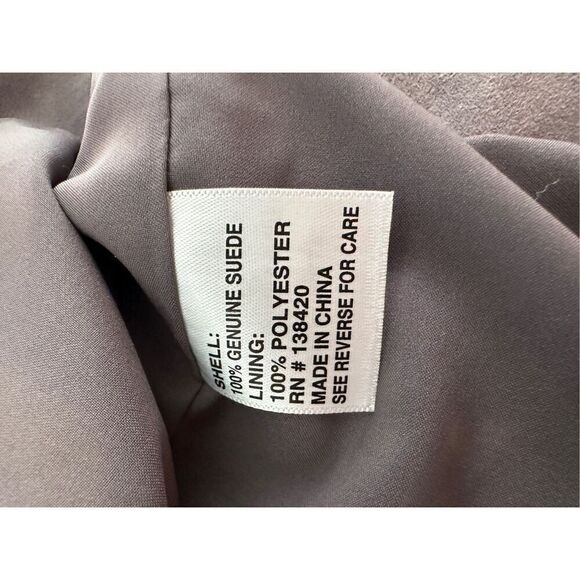 SHELL:
100% GENUINE SUEDE
LINING:
100% POLYESTER
RN # 138420
MADE IN CHINA
SEE REVERSE FOR CARE